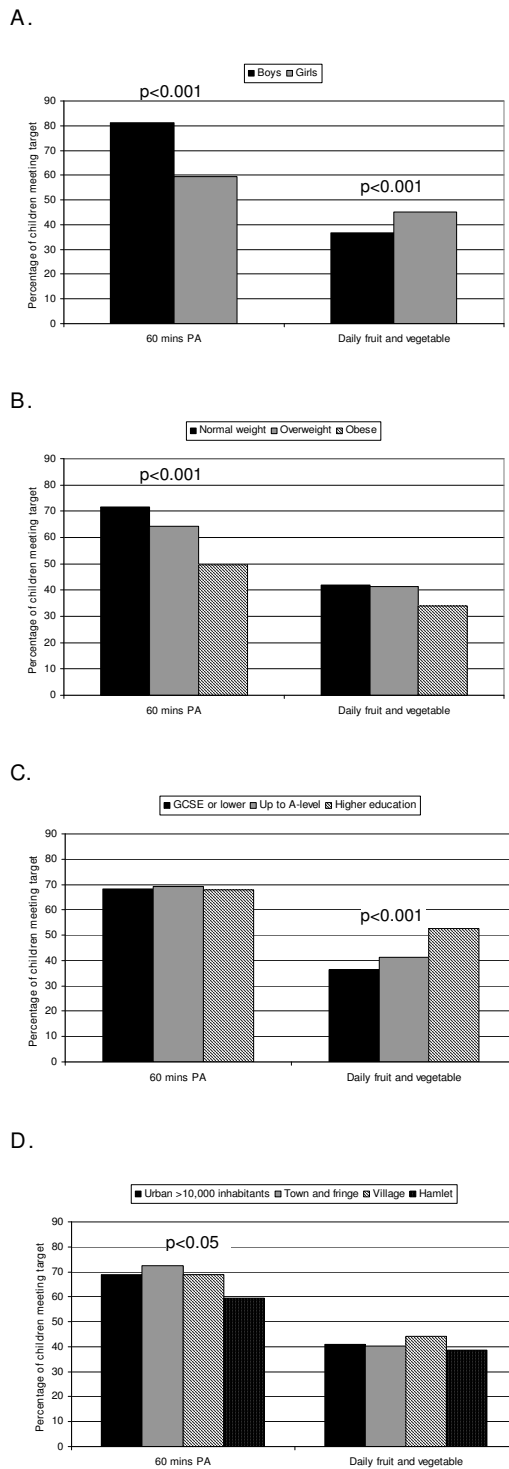 A.
Boys Girls
p<0.001
p<0.001
Percentage of children meeting target
90
80
70
60
50
40
30
20
10
0
60 mins PA Daily fruit and vegetable
B.
Normal weight Overweight Obese
p<0.001
Percentage of children meeting target
90
80
70
60
50
40
30
20
10
0
60 mins PA Daily fruit and vegetable
C.
GCSE or lower Up to A-level Higher education
p<0.001
Percentage of children meeting target
90
80
70
60
50
40
30
20
10
0
60 mins PA Daily fruit and vegetable
D.
Urban >10,000 inhabitants Town and fringe Village Hamlet
p<0.05
Percentage of children meeting target
90
80
70
60
50
40
30
20
10
0
60 mins PA Daily fruit and vegetable